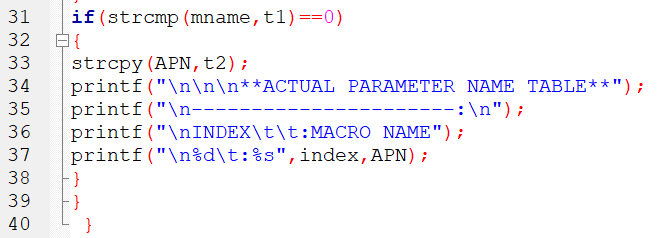 31 if(strcmp(mname,t1)==0)
32 {
33 strcpy(APN,t2);
34 printf("\n\n\n**ACTUAL PARAMETER NAME TABLE**");
35 printf("\n----------------------:\n");
36 printf("\nINDEX\t\t:MACRO NAME");
37 printf("\n%d\t:%s",index,APN);
38 }
39 }
40 }